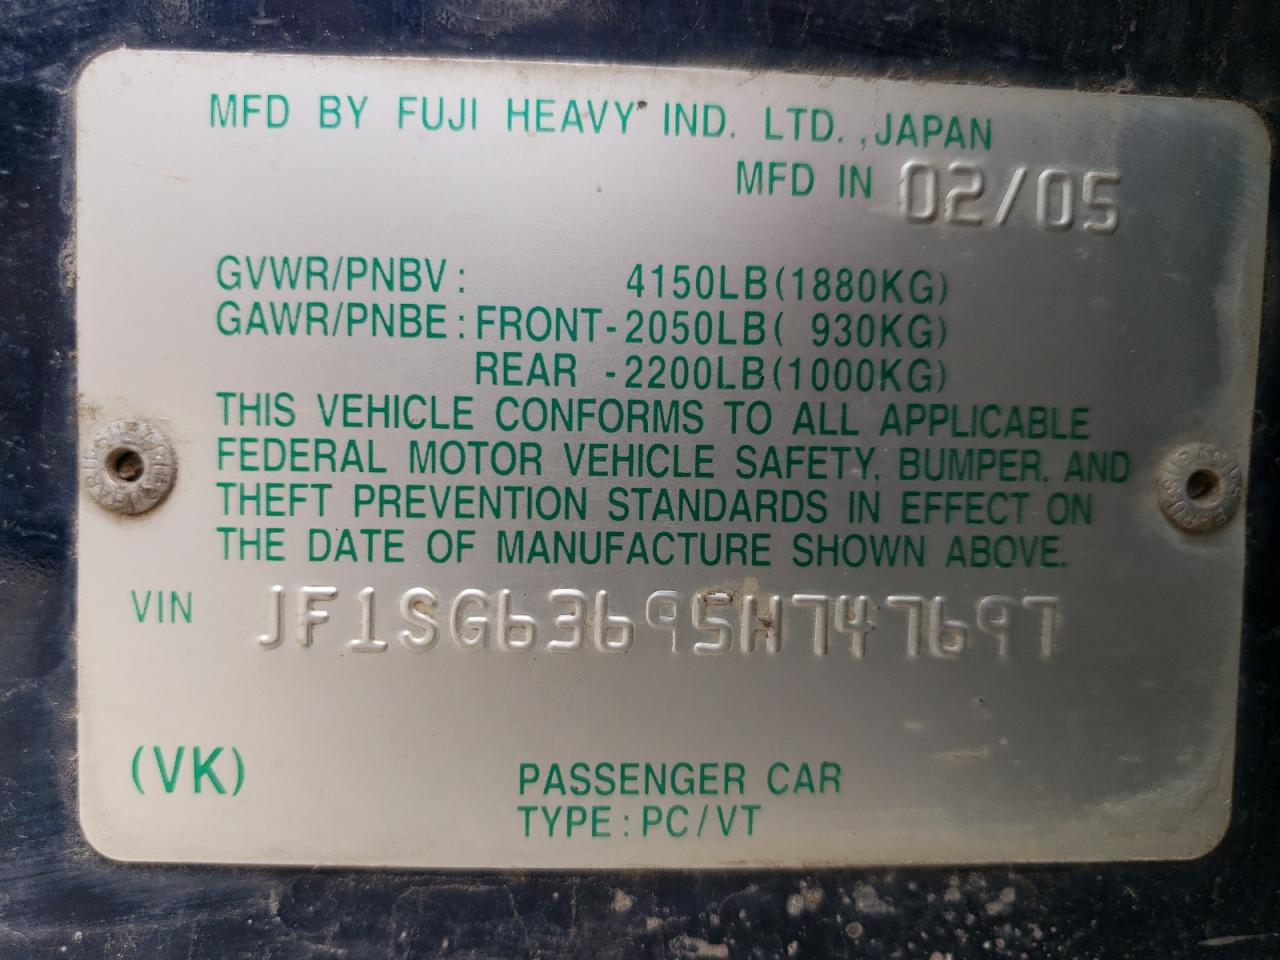 MFD BY FUJI HEAVY IND. LTD. ,JAPAN
MFD IN 02/05
GVWR/PNBV : 4150LB(1880KG)
GAWR/PNBE : FRONT-2050LB( 930KG)
REAR -2200LB(1000KG)
THIS VEHICLE CONFORMS TO ALL APPLICABLE
FEDERAL MOTOR VEHICLE SAFETY, BUMPER, AND
THEFT PREVENTION STANDARDS IN EFFECT ON
THE DATE OF MANUFACTURE SHOWN ABOVE.
VIN JF1SG63695H747697
(VK) PASSENGER CAR
TYPE : PC/VT